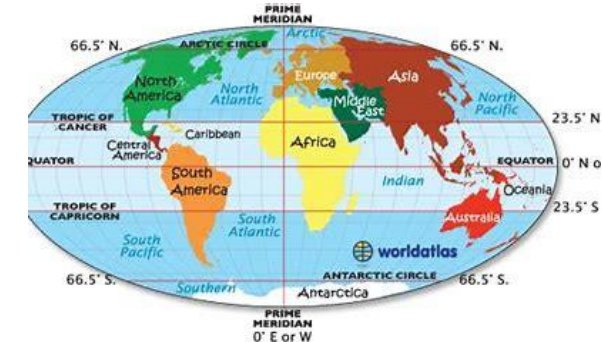 PRIME
MERIDIAN
Arctic
66.5° N.
ARCTIC CIRCLE
66.5° N.
North
America
Europe
Asia
North
Atlantic
Middle
East
North
Pacific
TROPIC OF
CANCER
23.5° N
Caribbean
Central
America
Africa
QUATOR
EQUATOR
0° N o
South
America
Indian
Oceania
TROPIC OF
CAPRICORN
23.5° S
Australia
South
Atlantic
South
Pacific
worldatlas
66.5° S.
ANTARCTIC CIRCLE
66.5° S.
Southern
Antarctica
PRIME
MERIDIAN
0° E or W